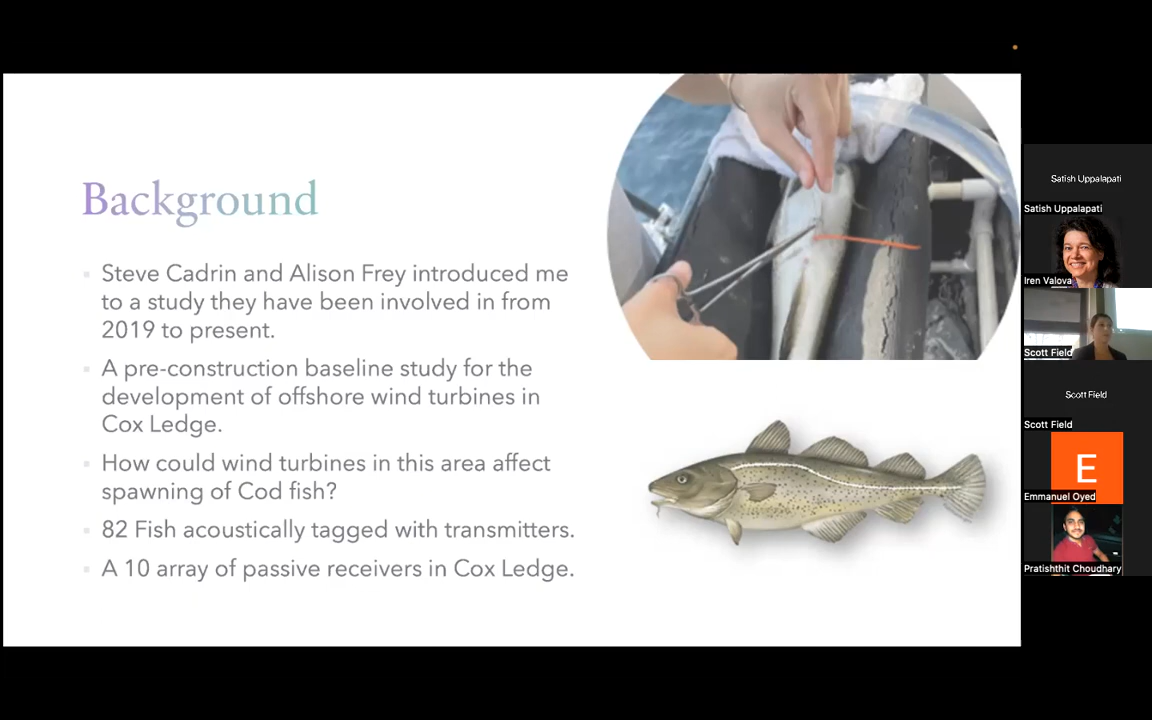 Background
Steve Cadrin and Alison Frey introduced me
to a study they have been involved in from
2019 to present.
A pre-construction baseline study for the
development of offshore wind turbines in
Cox Ledge.
How could wind turbines in this area affect
spawning of Cod fish?
82 Fish acoustically tagged with transmitters.
A 10 array of passive receivers in Cox Ledge.
Satish Uppalapati
Satish Uppalapati
Iren Valova
Scott Field
Scott Field
Scott Field
E
Emmanuel Oyed
Pratishthit Choudhary